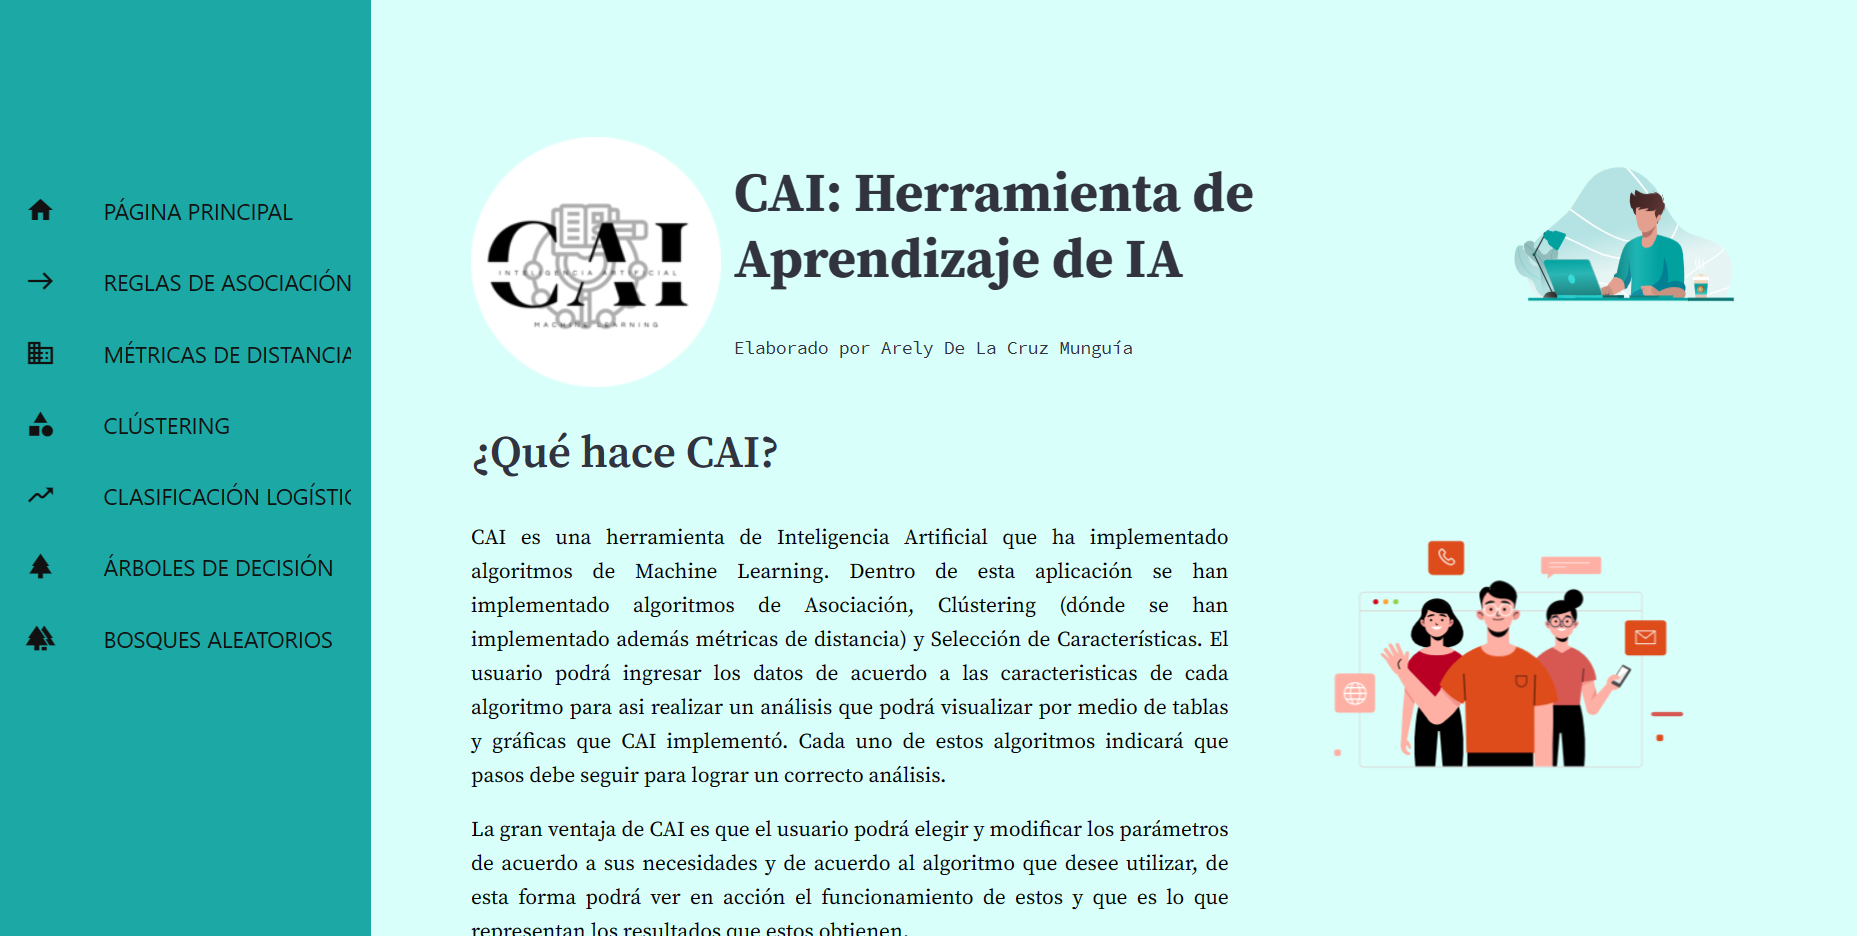 PÁGINA PRINCIPAL
REGLAS DE ASOCIACIÓN
MÉTRICAS DE DISTANCIA
CLÚSTERING
CLASIFICACIÓN LOGÍSTIC
ÁRBOLES DE DECISIÓN
BOSQUES ALEATORIOS
CAI
INTELIGENCIA ARTIFICIAL
MACHINE LEARNING
CAI: Herramienta de
Aprendizaje de IA
Elaborado por Arely De La Cruz Munguía
¿Qué hace CAI?
CAI es una herramienta de Inteligencia Artificial que ha implementado
algoritmos de Machine Learning. Dentro de esta aplicación se han
implementado algoritmos de Asociación, Clústering (dónde se han
implementado además métricas de distancia) y Selección de Características. El
usuario podrá ingresar los datos de acuerdo a las caracteristicas de cada
algoritmo para asi realizar un análisis que podrá visualizar por medio de tablas
y gráficas que CAI implementó. Cada uno de estos algoritmos indicará que
pasos debe seguir para lograr un correcto análisis.
La gran ventaja de CAI es que el usuario podrá elegir y modificar los parámetros
de acuerdo a sus necesidades y de acuerdo al algoritmo que desee utilizar, de
esta forma podrá ver en acción el funcionamiento de estos y que es lo que
representan los resultados que estos obtienen.